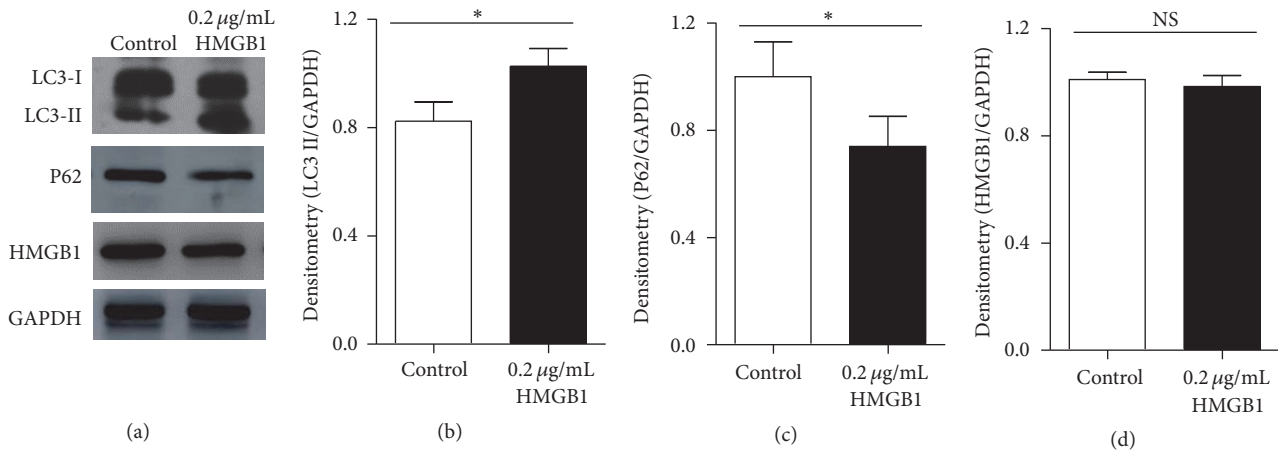 Control
0.2 μg/mL
HMGB1
LC3-I
LC3-II
P62
HMGB1
GAPDH
(a)
*
Densitometry (LC3 II/GAPDH)
1.2
0.8
0.4
0.0
Control
0.2 μg/mL
HMGB1
(b)
*
Densitometry (P62/GAPDH)
1.2
0.8
0.4
0.0
Control
0.2 μg/mL
HMGB1
(c)
NS
Densitometry (HMGB1/GAPDH)
1.2
0.8
0.4
0.0
Control
0.2 μg/mL
HMGB1
(d)